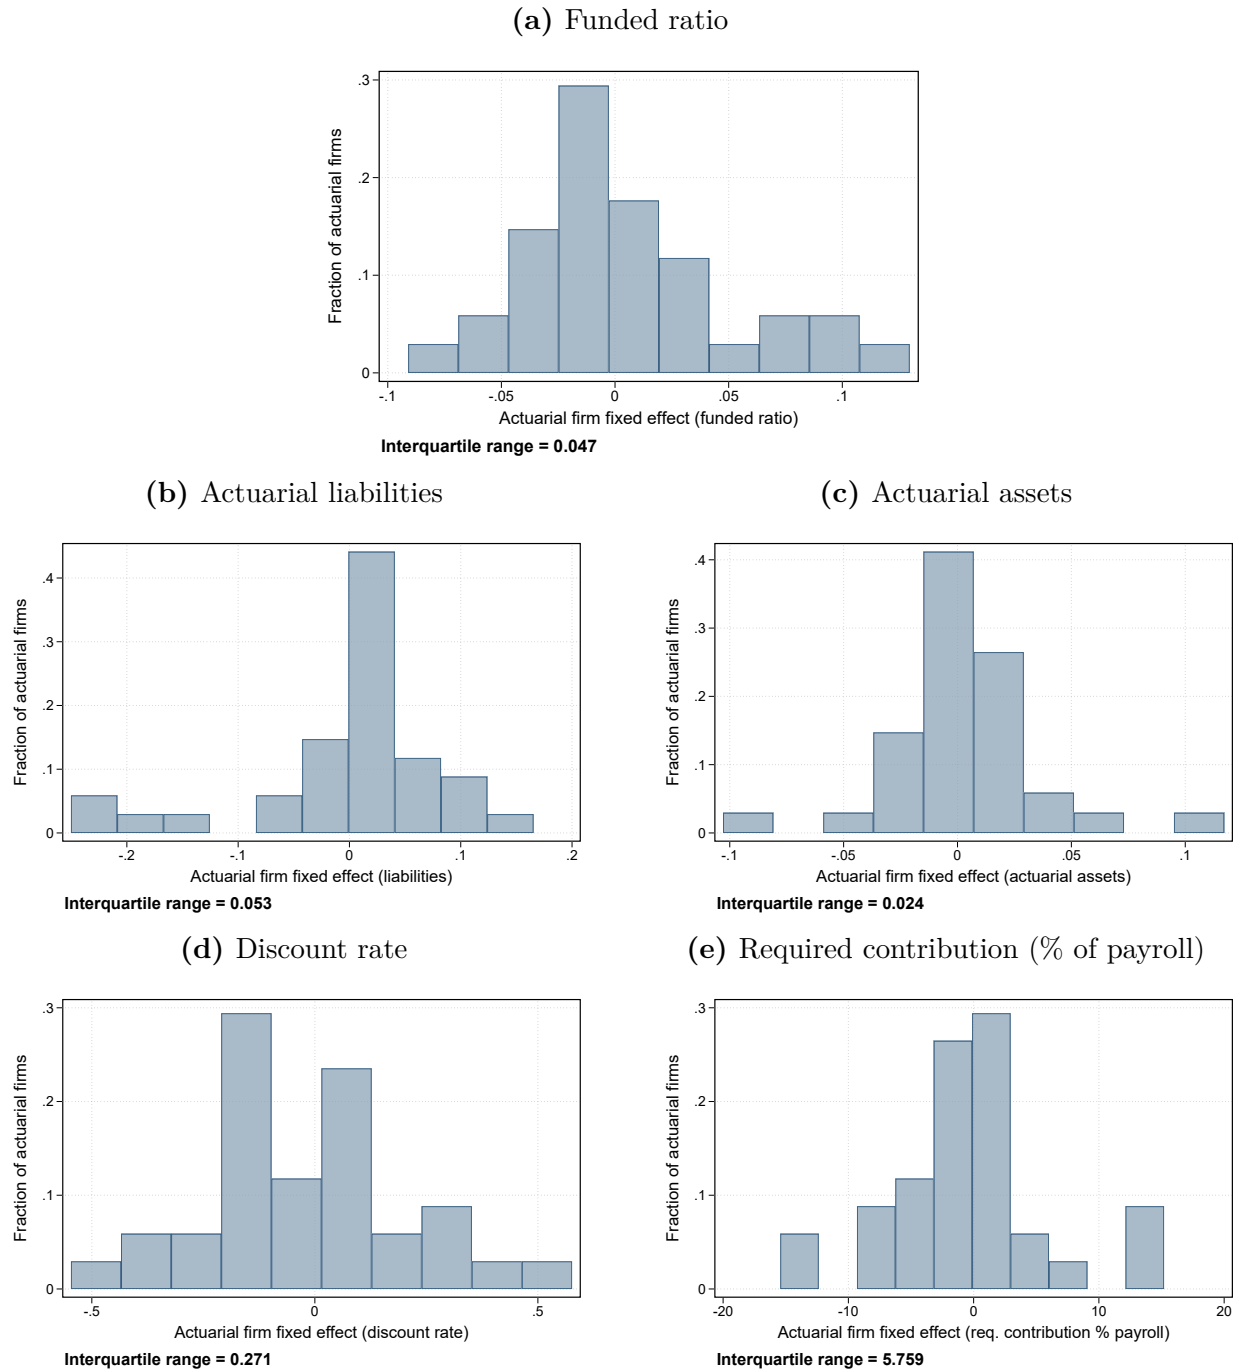 (a) Funded ratio
.3
.2
.1
0
Fraction of actuarial firms
-.1 -.05 0 .05 .1
Actuarial firm fixed effect (funded ratio)
Interquartile range = 0.047
(b) Actuarial liabilities
.4
.3
.2
.1
0
Fraction of actuarial firms
-.2 -.1 0 .1 .2
Actuarial firm fixed effect (liabilities)
Interquartile range = 0.053
(c) Actuarial assets
.4
.3
.2
.1
0
Fraction of actuarial firms
-.1 -.05 0 .05 .1
Actuarial firm fixed effect (actuarial assets)
Interquartile range = 0.024
(d) Discount rate
.3
.2
.1
0
Fraction of actuarial firms
-.5 0 .5
Actuarial firm fixed effect (discount rate)
Interquartile range = 0.271
(e) Required contribution (% of payroll)
.3
.2
.1
0
Fraction of actuarial firms
-20 -10 0 10 20
Actuarial firm fixed effect (req. contribution % payroll)
Interquartile range = 5.759